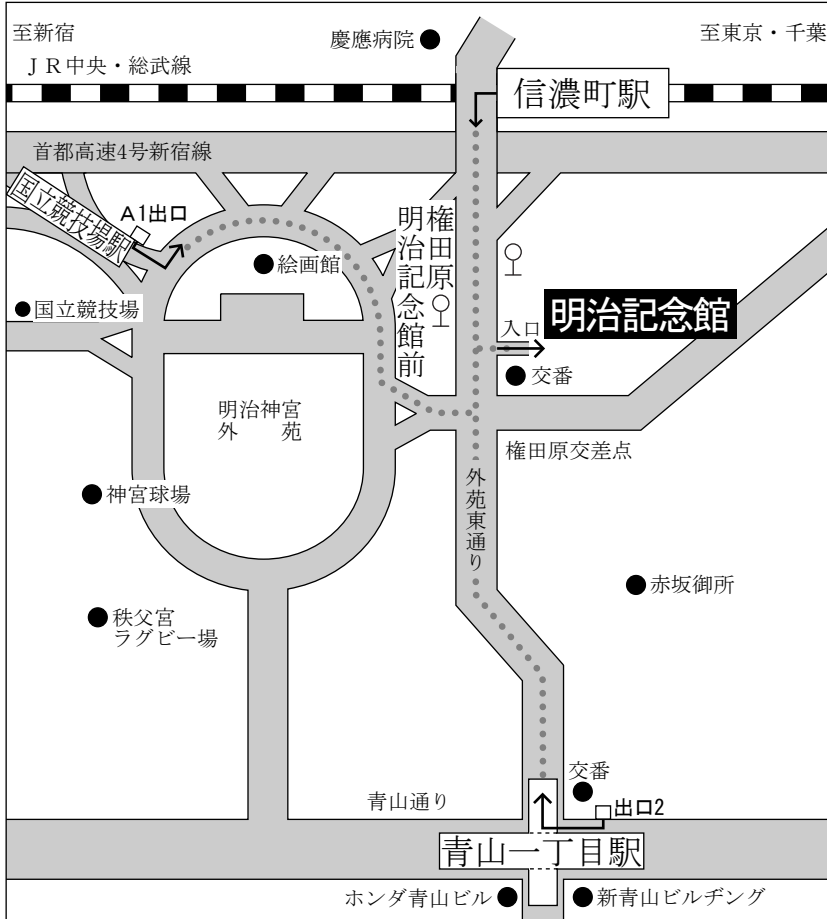 至新宿
慶應病院
至東京・千葉
ＪＲ中央・総武線
信濃町駅
首都高速4号新宿線
国立競技場駅
A1出口
権田原
明治記念館前
絵画館
国立競技場
入口
明治記念館
交番
明治神宮
外　苑
権田原交差点
神宮球場
外苑東通り
赤坂御所
秩父宮
ラグビー場
交番
青山通り
出口2
青山一丁目駅
ホンダ青山ビル
新青山ビルヂング